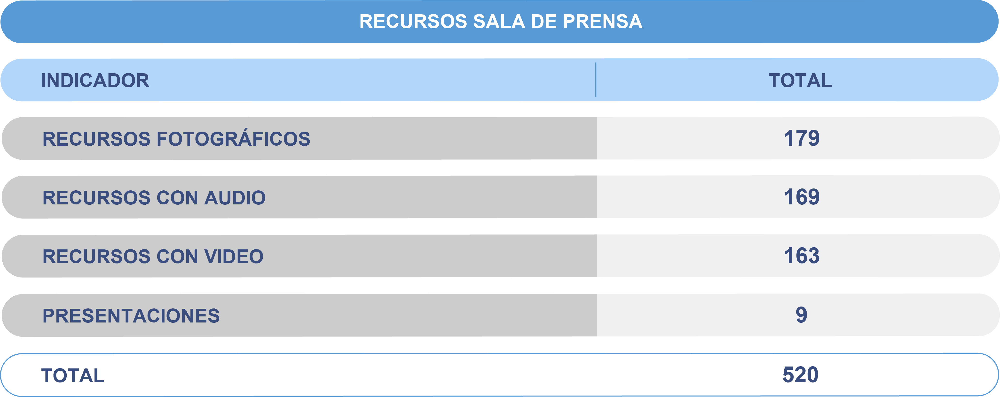 RECURSOS SALA DE PRENSA
INDICADOR TOTAL
RECURSOS FOTOGRÁFICOS 179
RECURSOS CON AUDIO 169
RECURSOS CON VIDEO 163
PRESENTACIONES 9
TOTAL 520